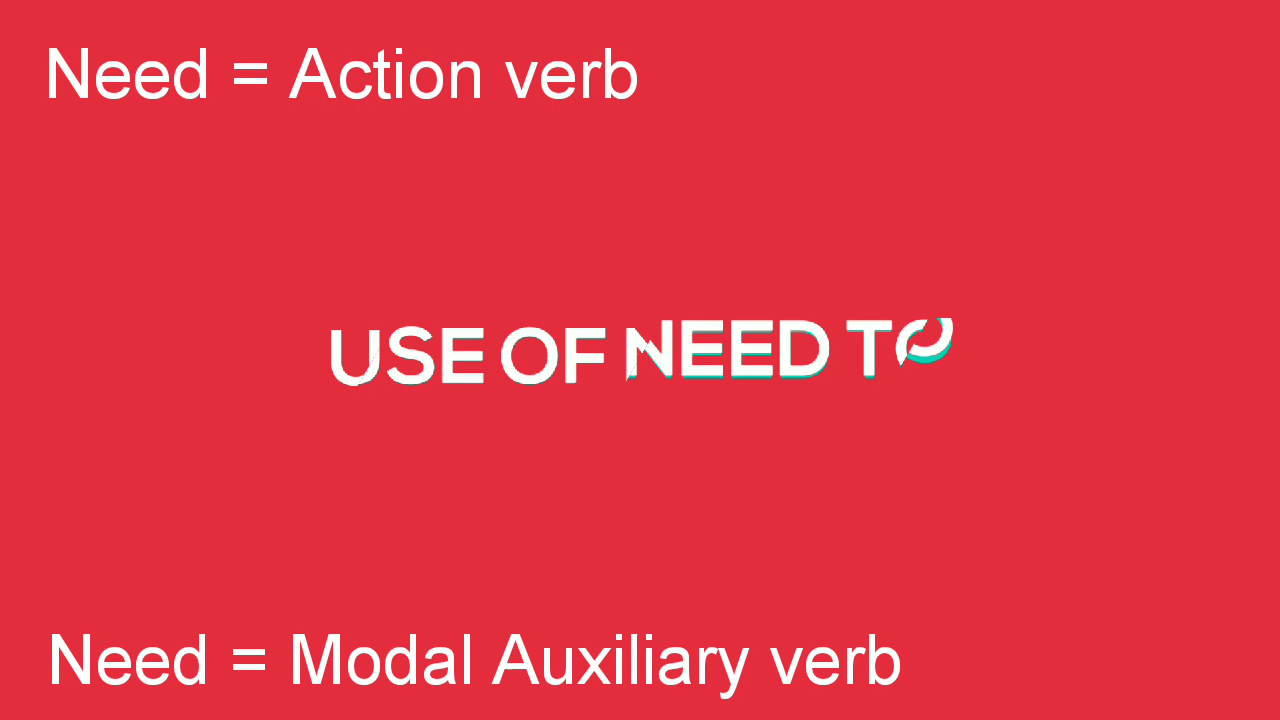 Need = Action verb
USE OF NEED TO
Need = Modal Auxiliary verb